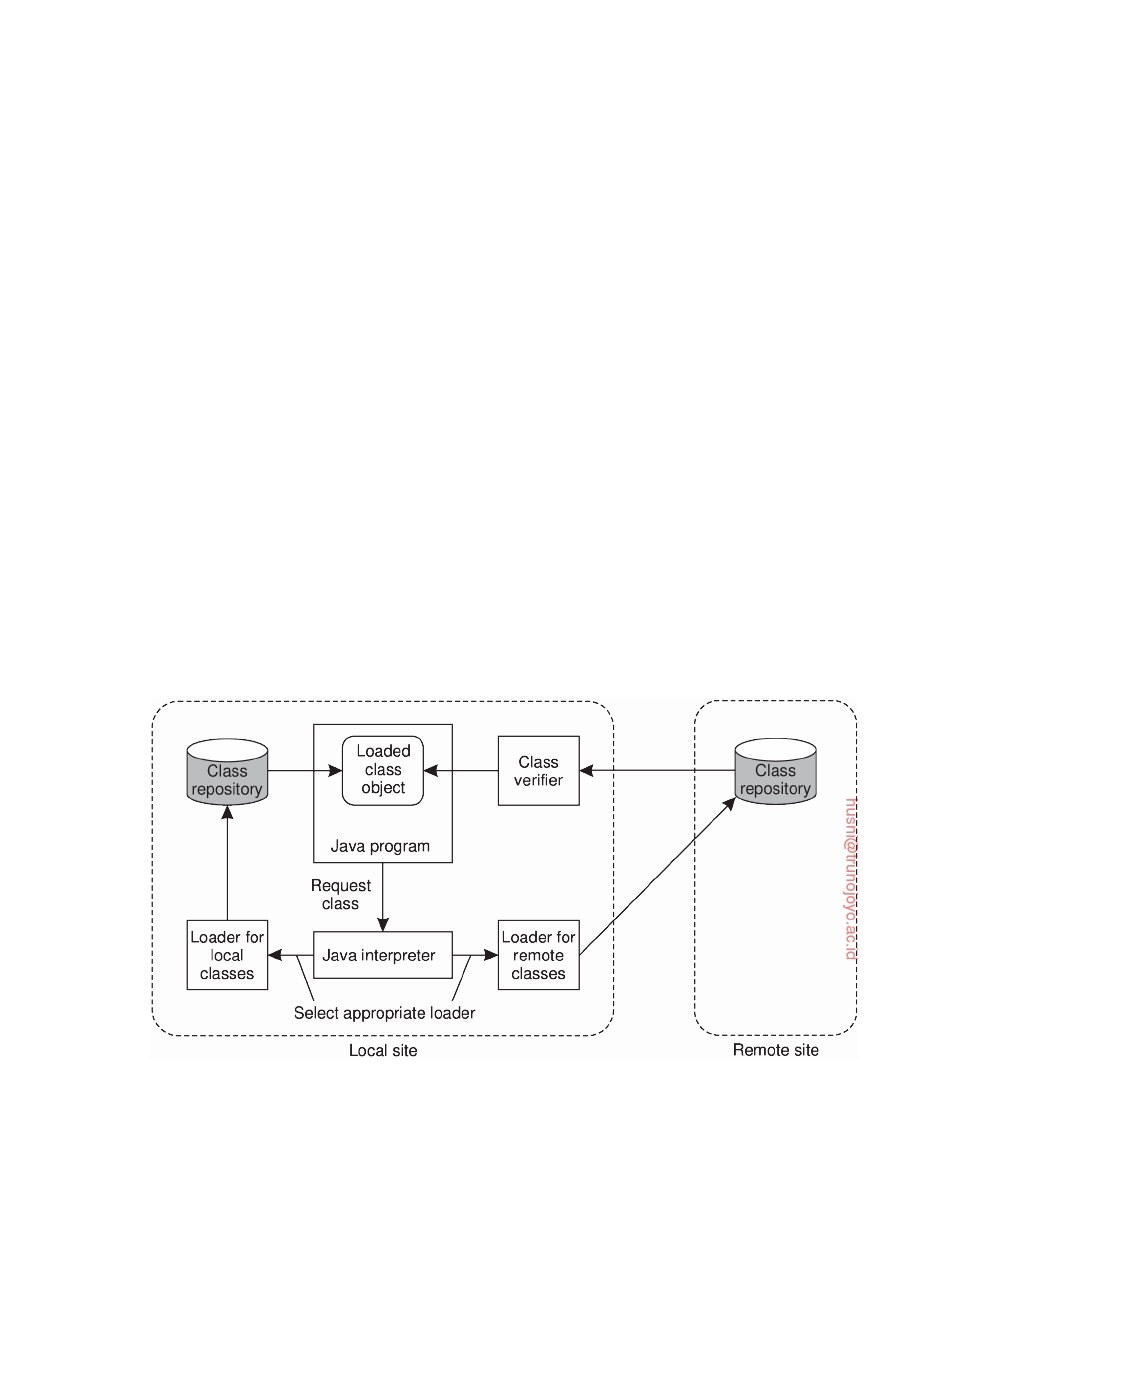 Class
repository
Loaded
class
object
Java program
Class
verifier
Class
repository
Request
class
Loader for
local
classes
Java interpreter
Loader for
remote
classes
Select appropriate loader
Local site
Remote site
husni@trunojoyo.ac.id